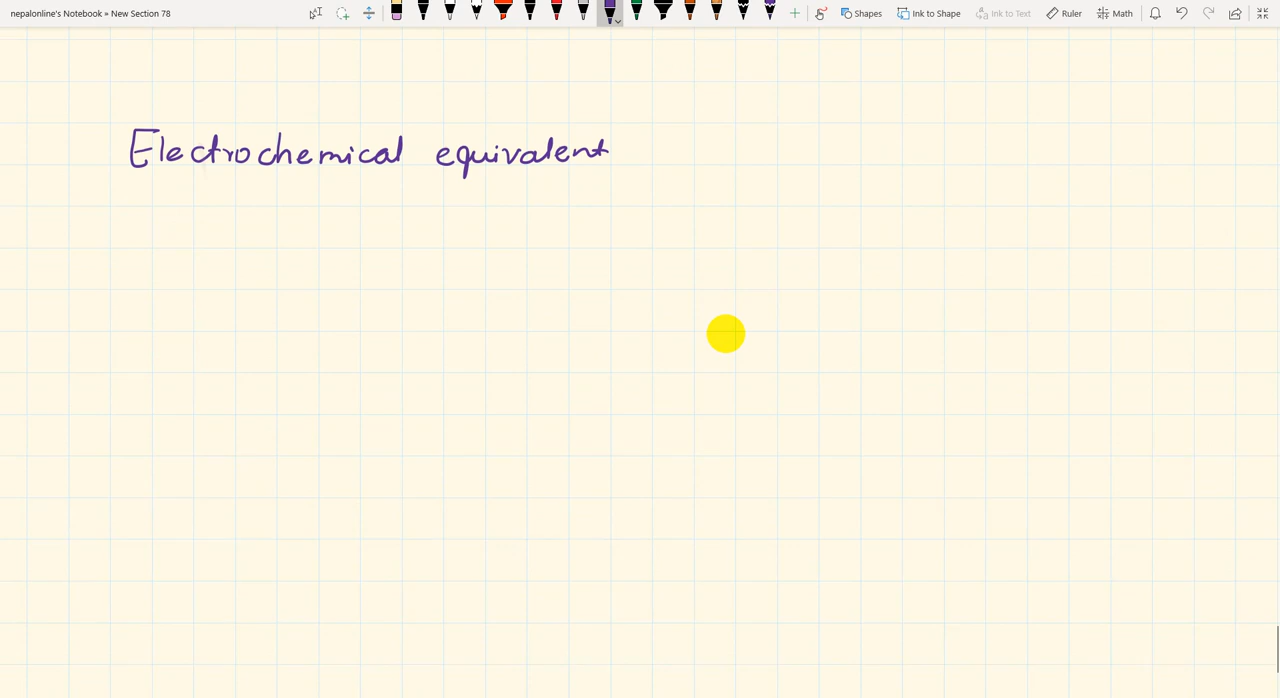 nepalonline's Notebook » New Section 78
Shapes Ink to Shape Ink to Text Ruler Math
Electrochemical equivalent